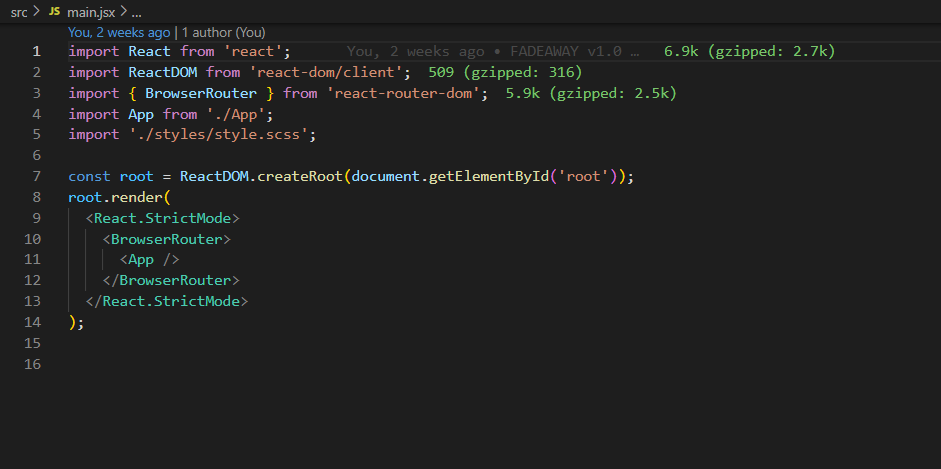 src > JS main.jsx > ...
You, 2 weeks ago | 1 author (You)
1 import React from 'react'; You, 2 weeks ago • FADEAWAY v1.0 … 6.9k (gzipped: 2.7k)
2 import ReactDOM from 'react-dom/client'; 509 (gzipped: 316)
3 import { BrowserRouter } from 'react-router-dom'; 5.9k (gzipped: 2.5k)
4 import App from './App';
5 import './styles/style.scss';
6
7 const root = ReactDOM.createRoot(document.getElementById('root'));
8 root.render(
9   <React.StrictMode>
10     <BrowserRouter>
11       <App />
12     </BrowserRouter>
13   </React.StrictMode>
14 );
15
16